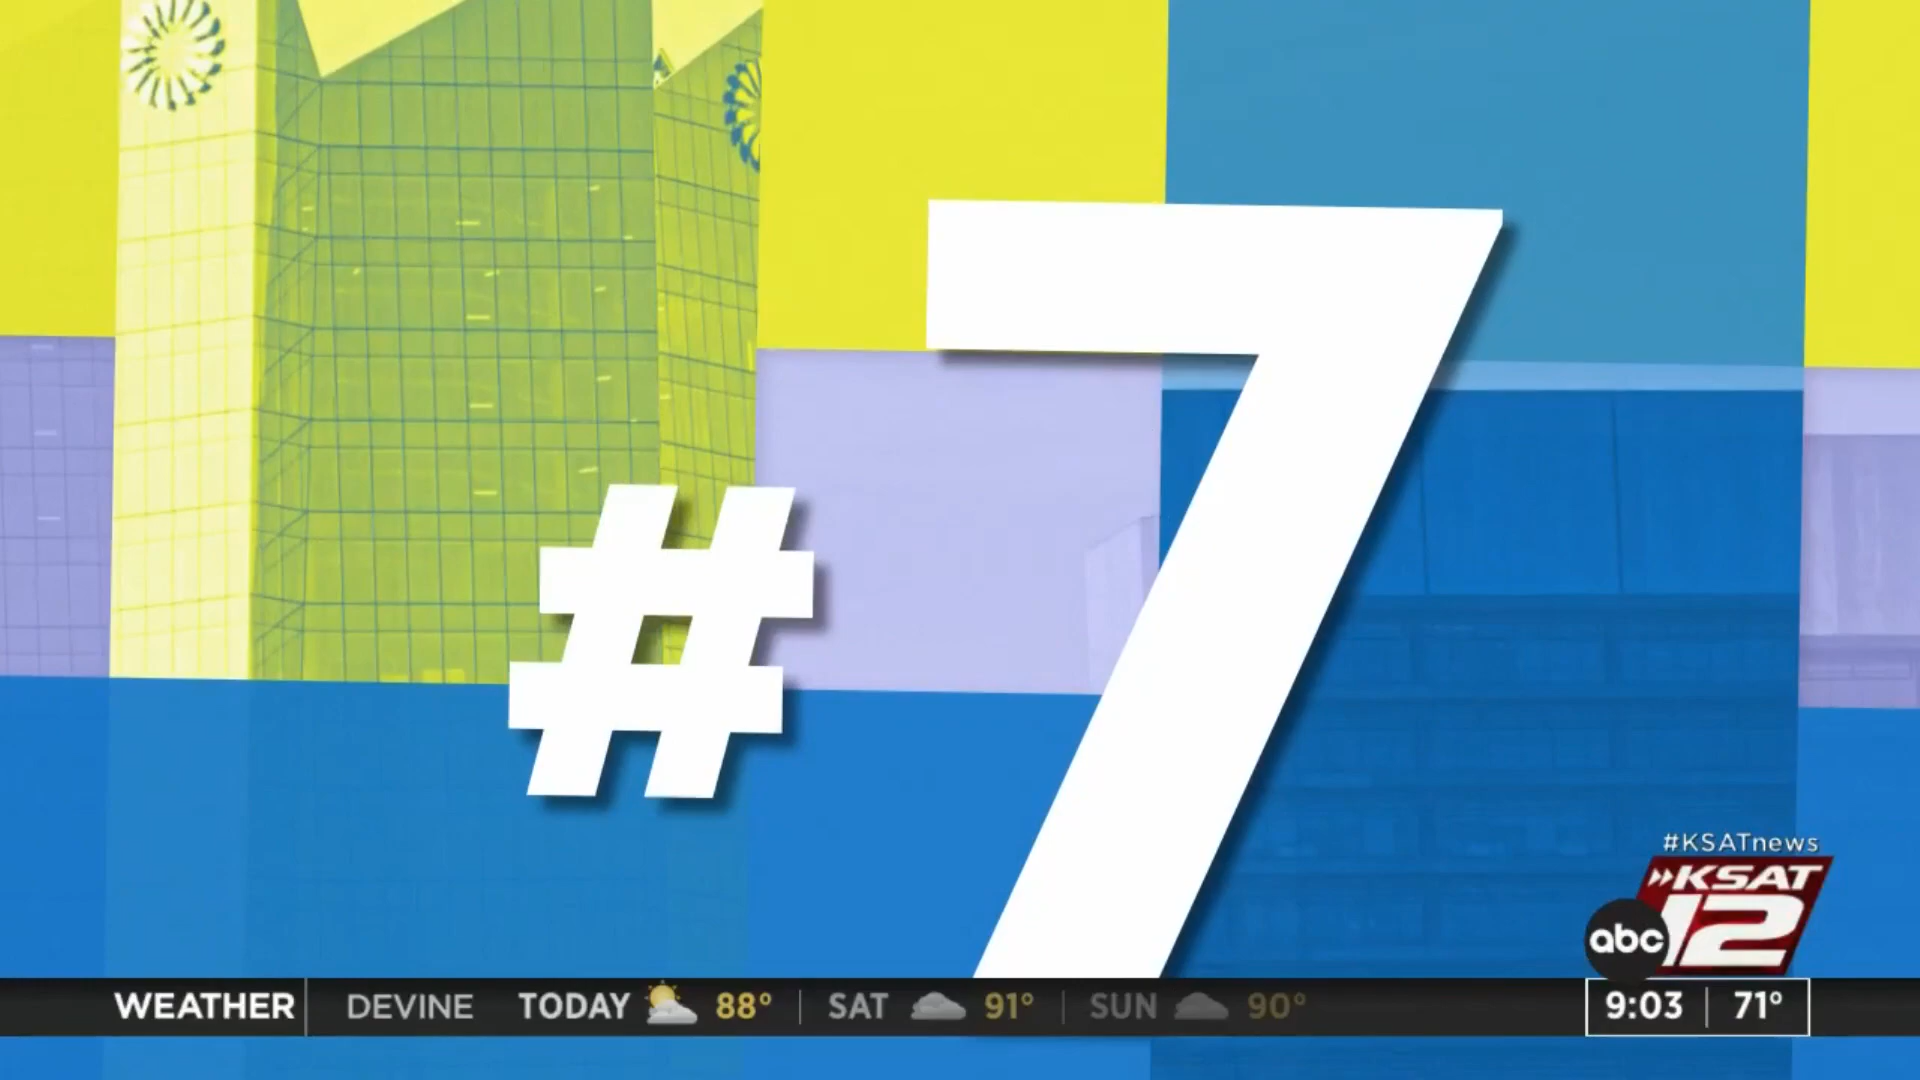 #7
#KSATnews
KSAT
abc 12
WEATHER DEVINE TODAY 88° SAT 91° SUN 90° 9:03 71°